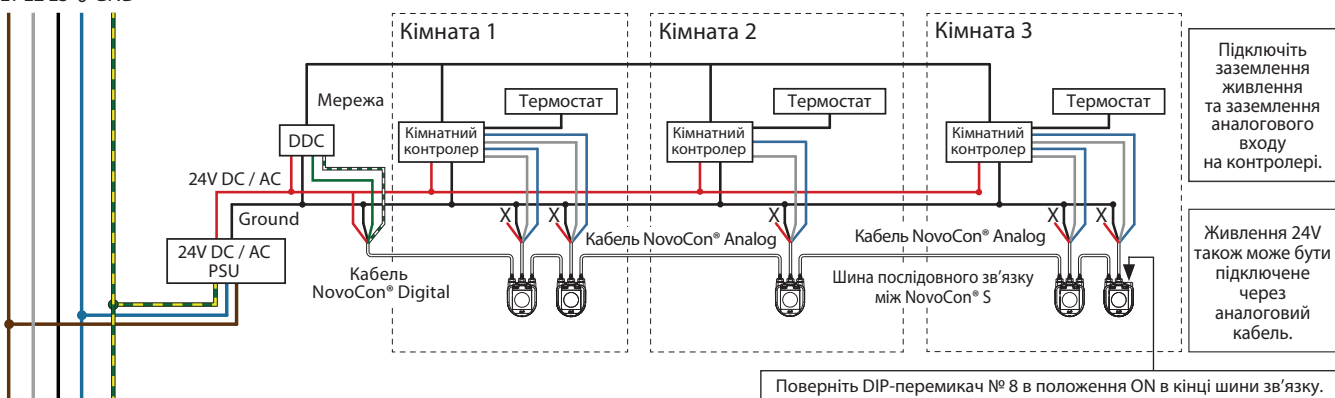 Кімната 1
Кімната 2
Кімната 3
Мережа
Термостат
Термостат
Термостат
DDC
Кімнатний
контролер
Кімнатний
контролер
Кімнатний
контролер
24V DC / AC
Ground
X
X
X
X
X
24V DC / AC
PSU
Кабель
NovoCon® Digital
Кабель NovoCon® Analog
Кабель NovoCon® Analog
Шина послідовного зв’язку
між NovoCon® S
Підключіть
заземлення
живлення
та заземлення
аналогового
входу
на контролері.
Живлення 24V
також може бути
підключене
через
аналоговий
кабель.
Поверніть DIP-перемикач № 8 в положення ON в кінці шини зв’язку.